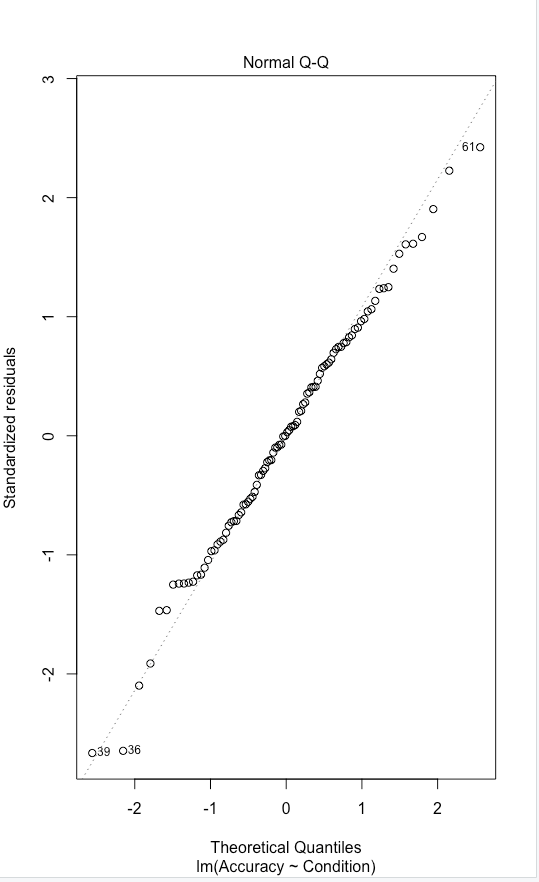 Normal Q-Q
3
61
2
1
Standardized residuals
0
-1
-2
39 36
-2 -1 0 1 2
Theoretical Quantiles
lm(Accuracy ~ Condition)